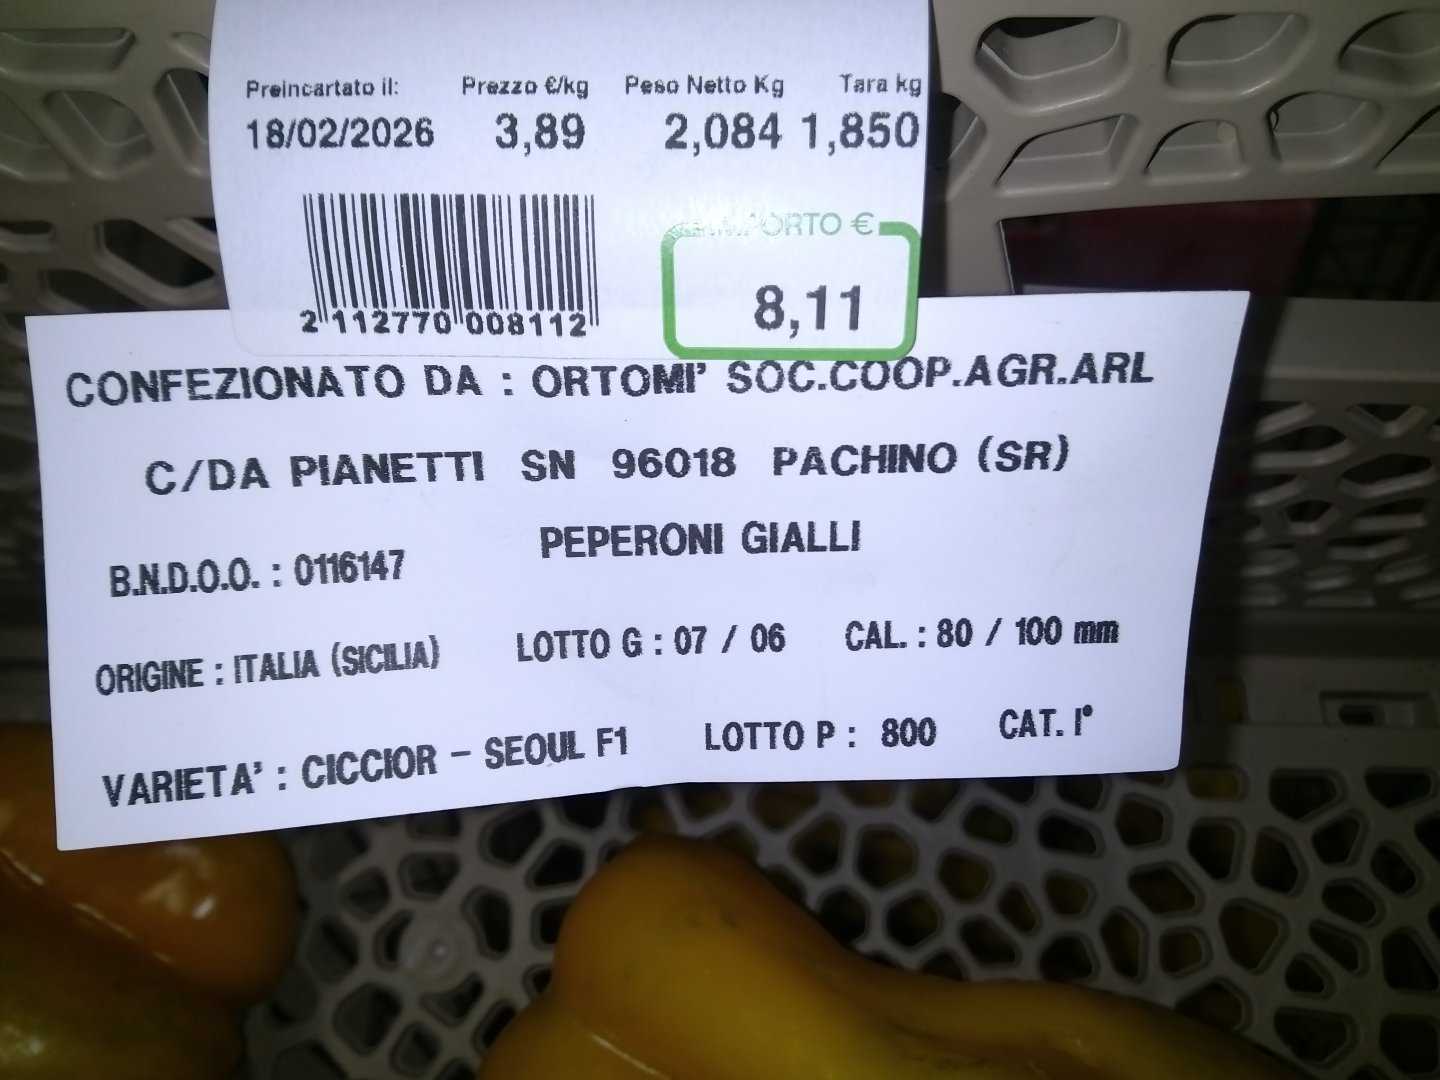 Preincartato il: Prezzo €/kg Peso Netto Kg Tara kg
18/02/2026 3,89 2,084 1,850
IMPORTO €
8,11
2 112770 008112
CONFEZIONATO DA : ORTOMI' SOC.COOP.AGR.ARL
C/DA PIANETTI SN 96018 PACHINO (SR)
PEPERONI GIALLI
B.N.D.O.O. : 0116147
ORIGINE : ITALIA (SICILIA) LOTTO G : 07 / 06 CAL. : 80 / 100 mm
VARIETA' : CICCIOR - SEOUL F1 LOTTO P : 800 CAT. I°